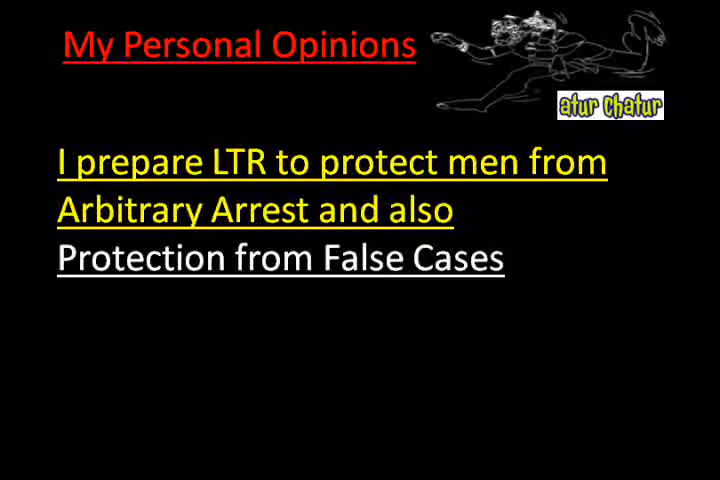 My Personal Opinions
atur chatur
I prepare LTR to protect men from
Arbitrary Arrest and also
Protection from False Cases